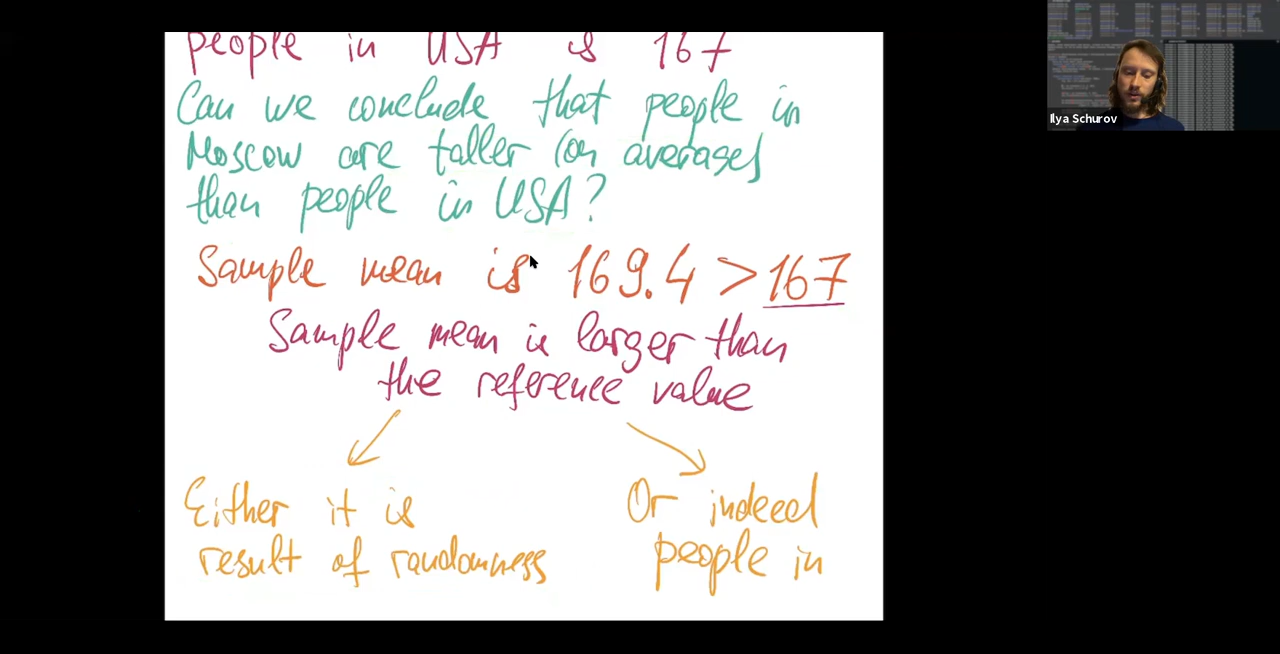 people in USA is 167
Can we conclude that people in
Moscow are taller (on average)
than people in USA?
Sample mean is 169.4 > 167
Sample mean is larger than
the reference value
Either it is
result of randomness
Or indeed
people in
Ilya Schurov